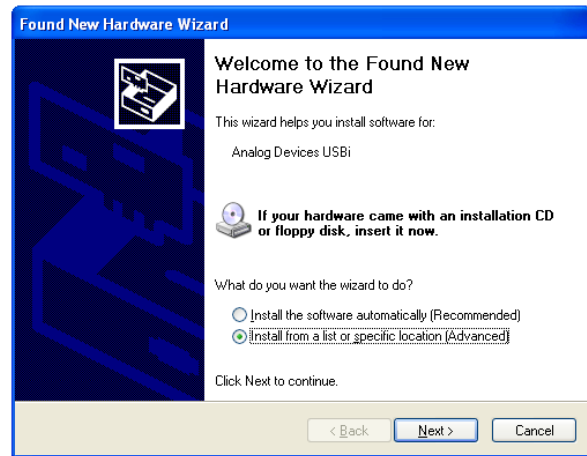 Found New Hardware Wizard
Welcome to the Found New
Hardware Wizard
This wizard helps you install software for:
Analog Devices USBi
If your hardware came with an installation CD
or floppy disk, insert it now.
What do you want the wizard to do?
Install the software automatically (Recommended)
Install from a list or specific location (Advanced)
Click Next to continue.
< Back Next > Cancel